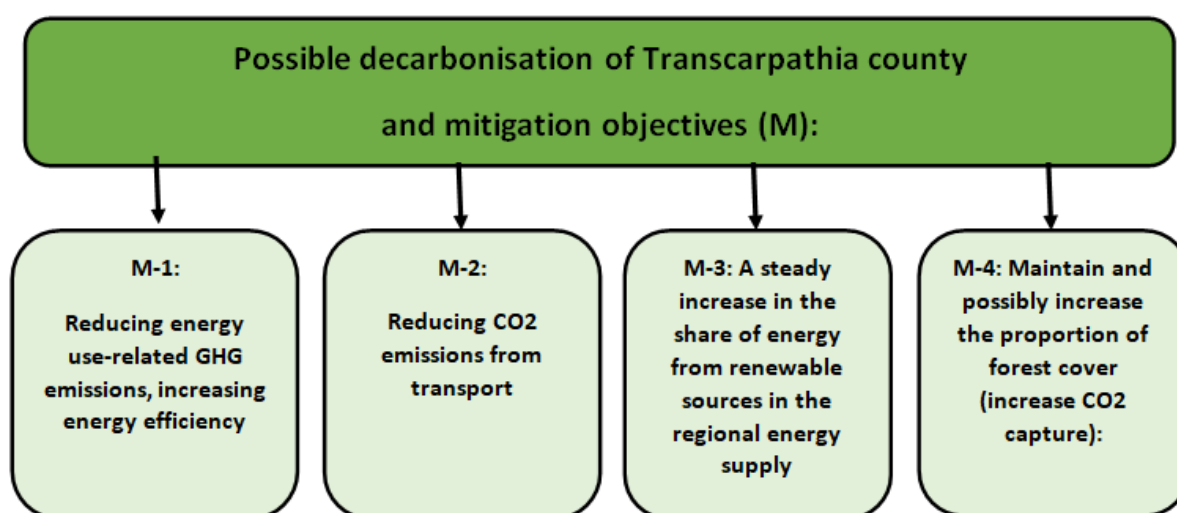 Possible decarbonisation of Transcarpathia county
and mitigation objectives (M):
M-1:
Reducing energy
use-related GHG
emissions, increasing
energy efficiency
M-2:
Reducing CO2
emissions from
transport
M-3: A steady
increase in the
share of energy
from renewable
sources in the
regional energy
supply
M-4: Maintain and
possibly increase
the proportion of
forest cover
(increase CO2
capture):